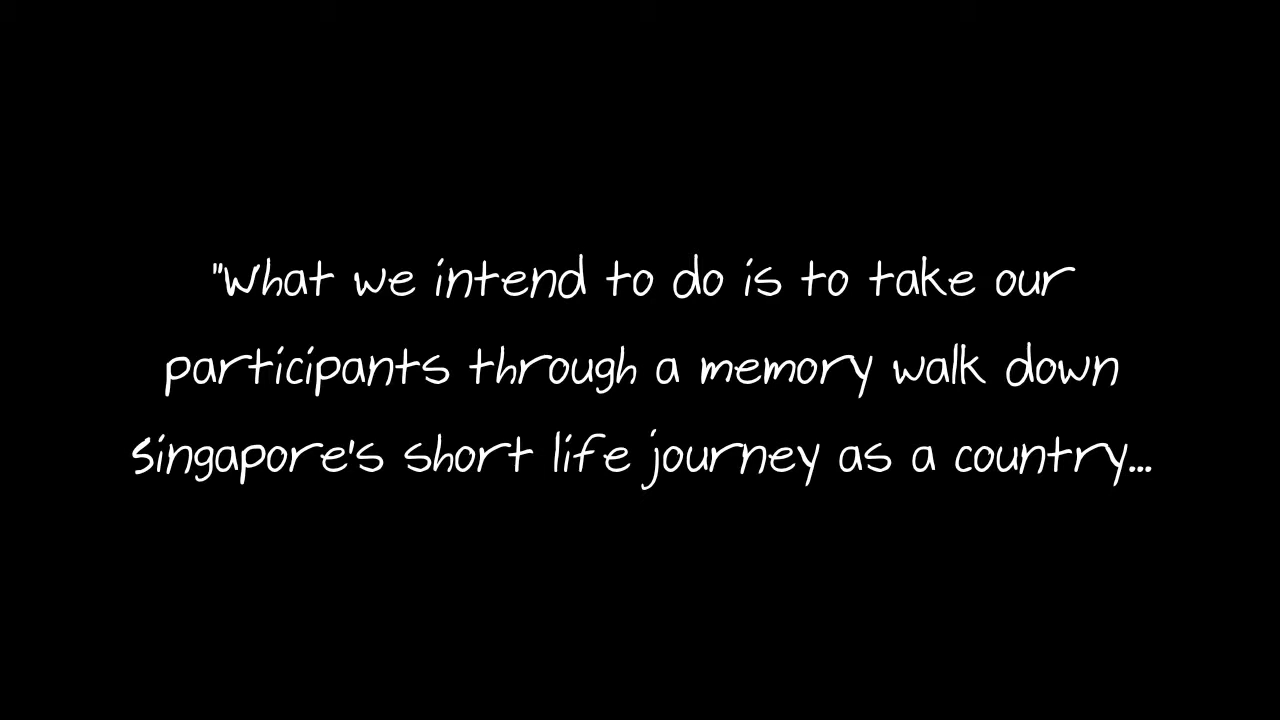 "What we intend to do is to take our
participants through a memory walk down
Singapore's short life journey as a country...